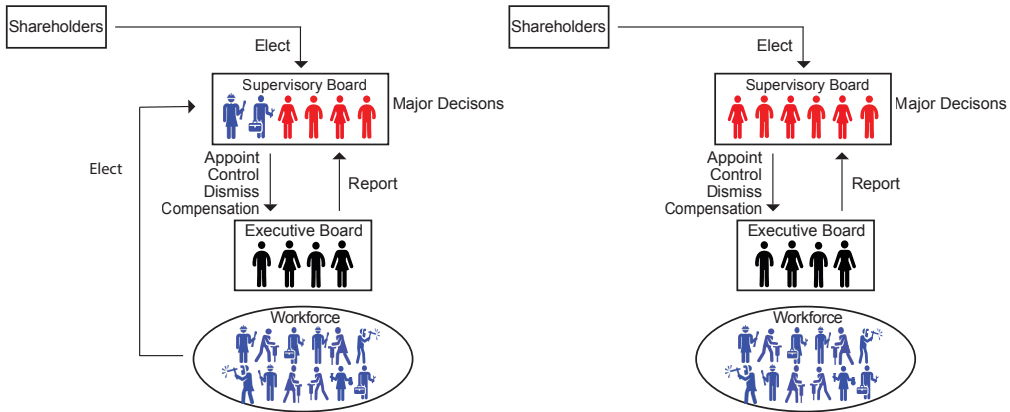 Shareholders
Elect
Supervisory Board
Major Decisons
Elect
Appoint
Control
Dismiss
Compensation
Report
Executive Board
Workforce
Shareholders
Elect
Supervisory Board
Major Decisons
Appoint
Control
Dismiss
Compensation
Report
Executive Board
Workforce